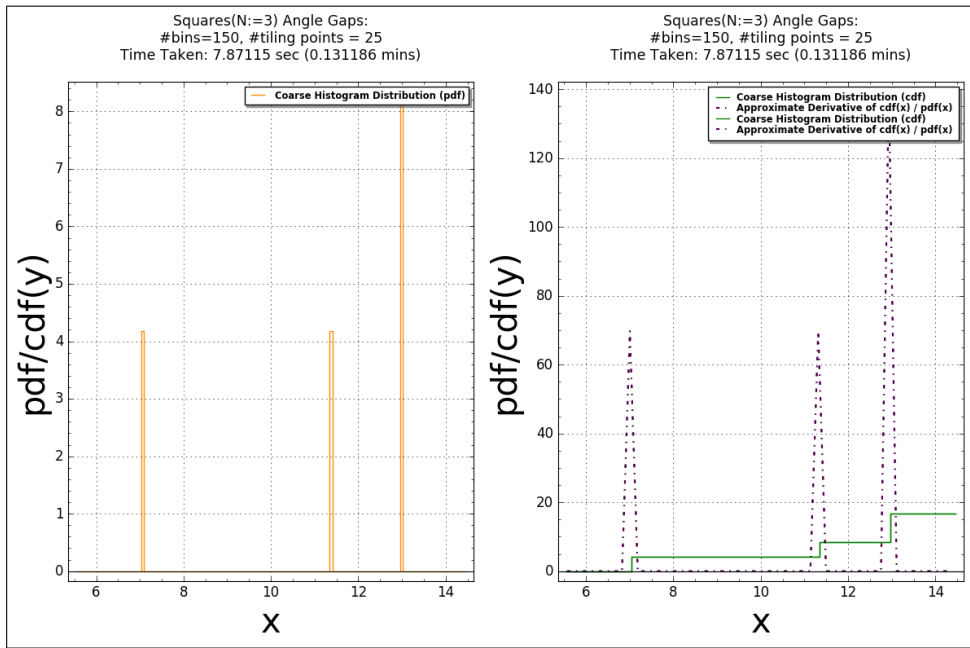 Squares(N:=3) Angle Gaps:
#bins=150, #tiling points = 25
Time Taken: 7.87115 sec (0.131186 mins)
Coarse Histogram Distribution (pdf)
8
7
6
5
4
3
2
1
0
pdf/cdf(y)
6 8 10 12 14
x
Squares(N:=3) Angle Gaps:
#bins=150, #tiling points = 25
Time Taken: 7.87115 sec (0.131186 mins)
Coarse Histogram Distribution (cdf)
Approximate Derivative of cdf(x) / pdf(x)
Coarse Histogram Distribution (cdf)
Approximate Derivative of cdf(x) / pdf(x)
140
120
100
80
60
40
20
0
pdf/cdf(y)
6 8 10 12 14
x